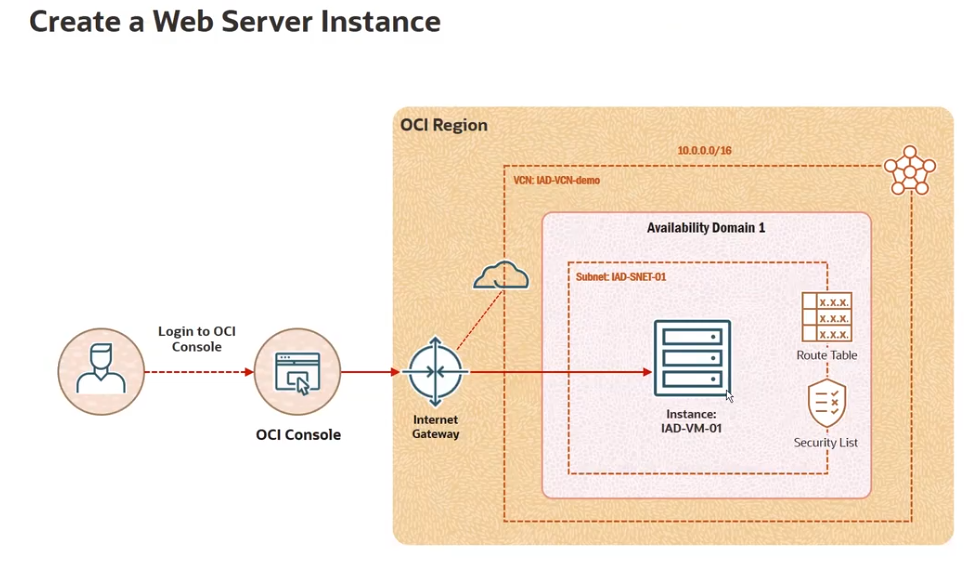 Create a Web Server Instance
OCI Region
10.0.0.0/16
VCN: IAD-VCN-demo
Availability Domain 1
Subnet: IAD-SNET-01
x.x.x.
x.x.x.
x.x.x.
Route Table
Login to OCI
Console
OCI Console
Internet
Gateway
Instance:
IAD-VM-01
Security List